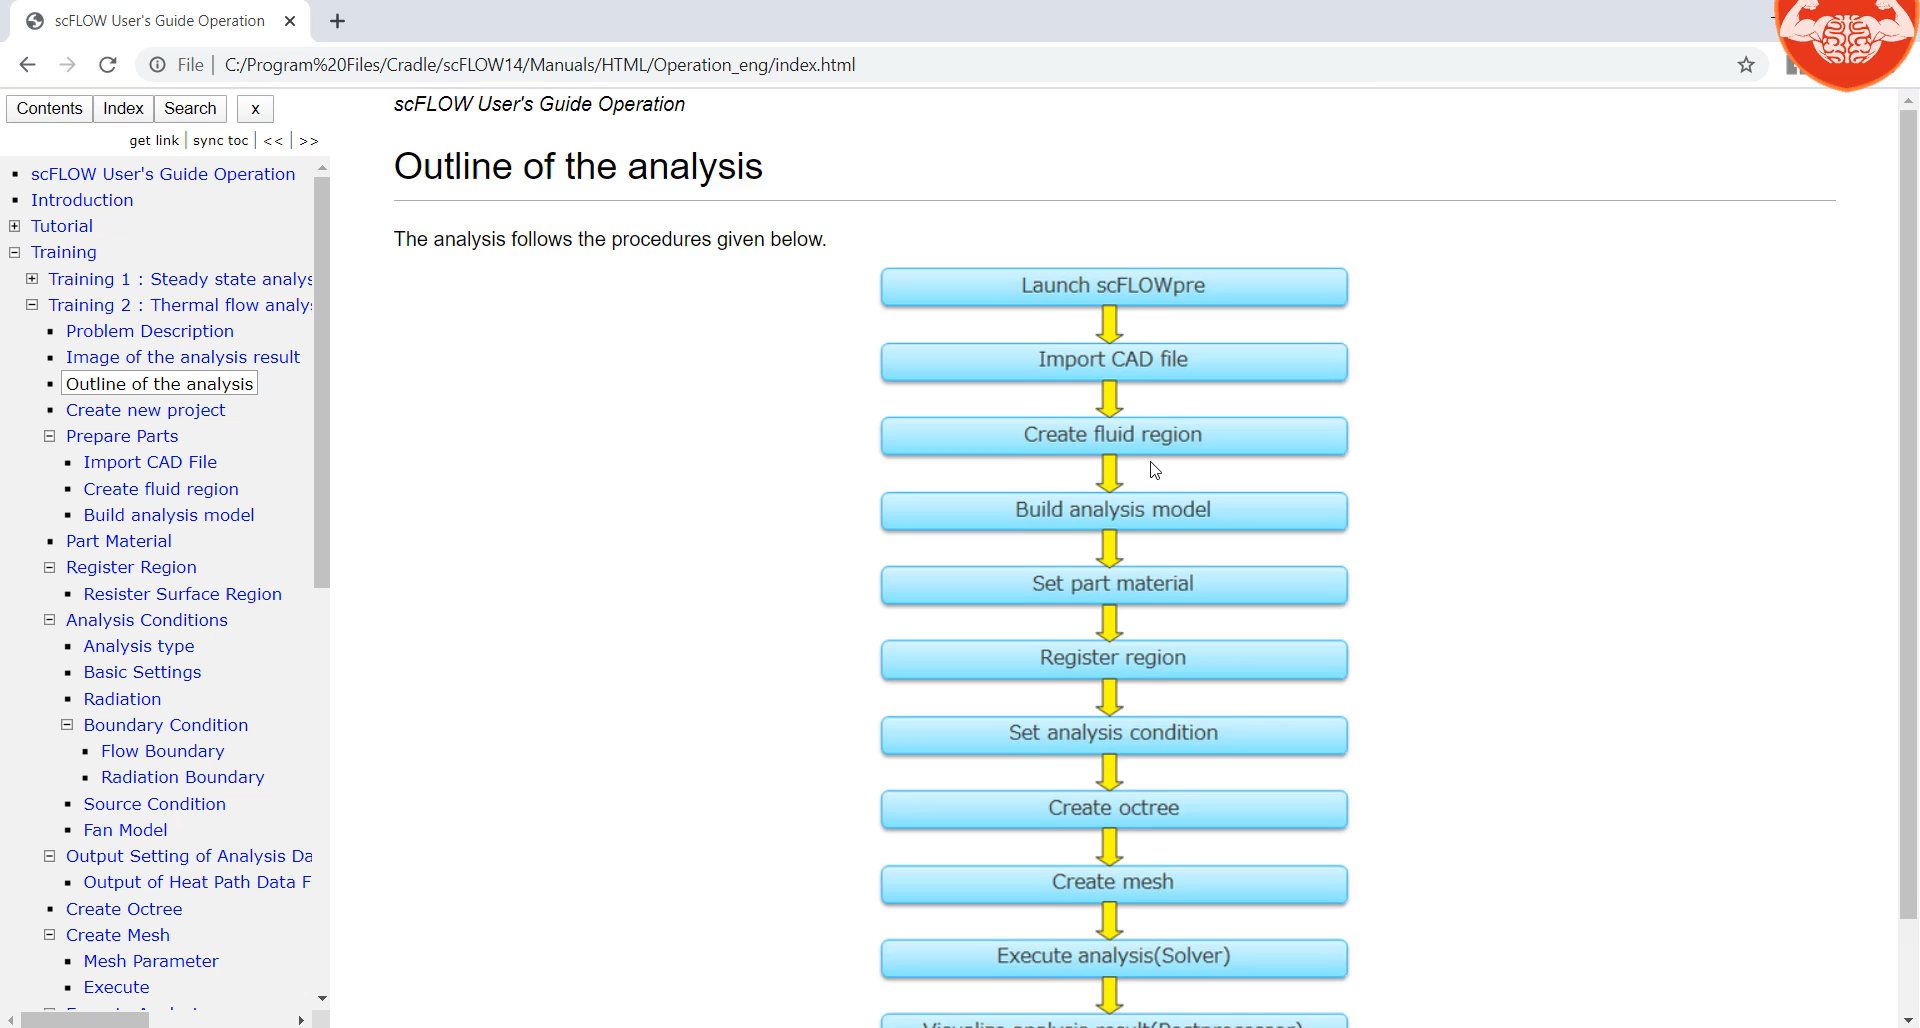 scFLOW User's Guide Operation
File | C:/Program%20Files/Cradle/scFLOW14/Manuals/HTML/Operation_eng/index.html
Contents Index Search x
get link | sync toc | << | >>
scFLOW User's Guide Operation
Introduction
Tutorial
Training
Training 1 : Steady state analys
Training 2 : Thermal flow analy
Problem Description
Image of the analysis result
Outline of the analysis
Create new project
Prepare Parts
Import CAD File
Create fluid region
Build analysis model
Part Material
Register Region
Resister Surface Region
Analysis Conditions
Analysis type
Basic Settings
Radiation
Boundary Condition
Flow Boundary
Radiation Boundary
Source Condition
Fan Model
Output Setting of Analysis Da
Output of Heat Path Data F
Create Octree
Create Mesh
Mesh Parameter
Execute
scFLOW User's Guide Operation
Outline of the analysis
The analysis follows the procedures given below.
Launch scFLOWpre
Import CAD file
Create fluid region
Build analysis model
Set part material
Register region
Set analysis condition
Create octree
Create mesh
Execute analysis(Solver)
Visualize analysis result(Postprocessor)